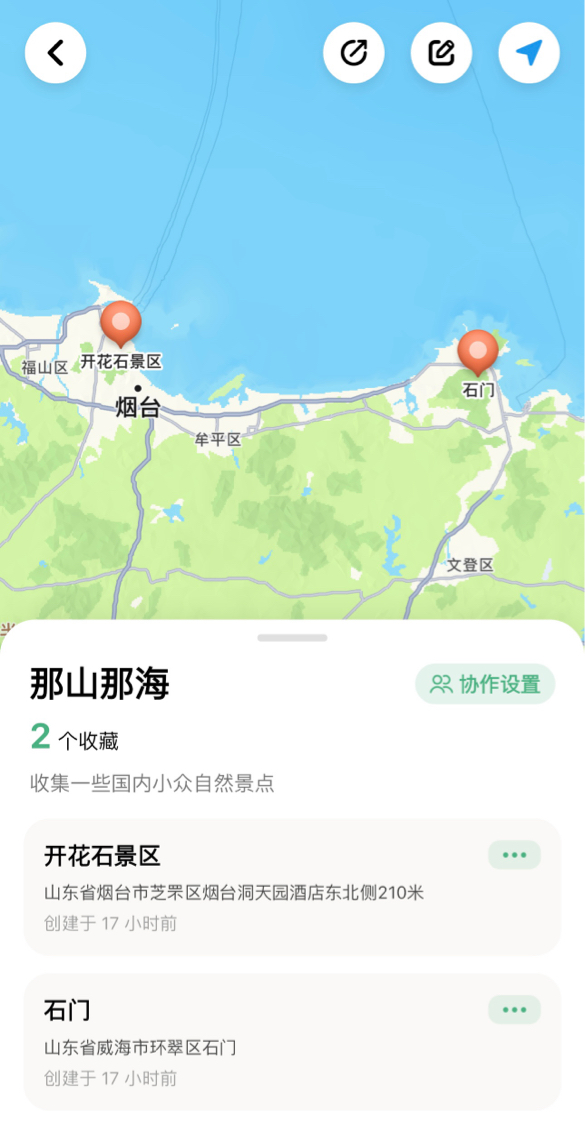 福山区
开花石景区
烟台
牟平区
石门
文登区
那山那海
协作设置
2 个收藏
收集一些国内小众自然景点
开花石景区
山东省烟台市芝罘区烟台洞天园酒店东北侧210米
创建于 17 小时前
石门
山东省威海市环翠区石门
创建于 17 小时前